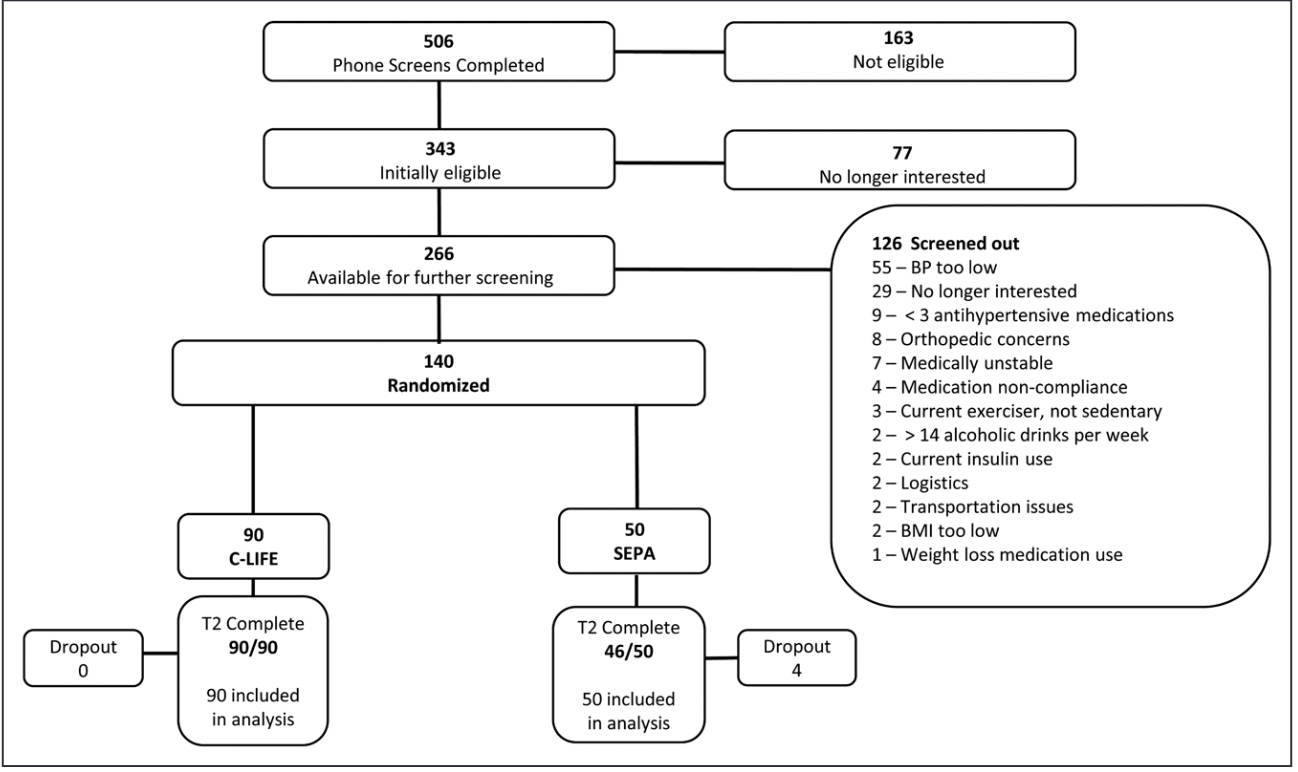 506
Phone Screens Completed
163
Not eligible
343
Initially eligible
77
No longer interested
266
Available for further screening
126 Screened out
55 – BP too low
29 – No longer interested
9 – < 3 antihypertensive medications
8 – Orthopedic concerns
7 – Medically unstable
4 – Medication non-compliance
3 – Current exerciser, not sedentary
2 – > 14 alcoholic drinks per week
2 – Current insulin use
2 – Logistics
2 – Transportation issues
2 – BMI too low
1 – Weight loss medication use
140
Randomized
90
C-LIFE
50
SEPA
Dropout
0
T2 Complete
90/90
90 included
in analysis
T2 Complete
46/50
50 included
in analysis
Dropout
4